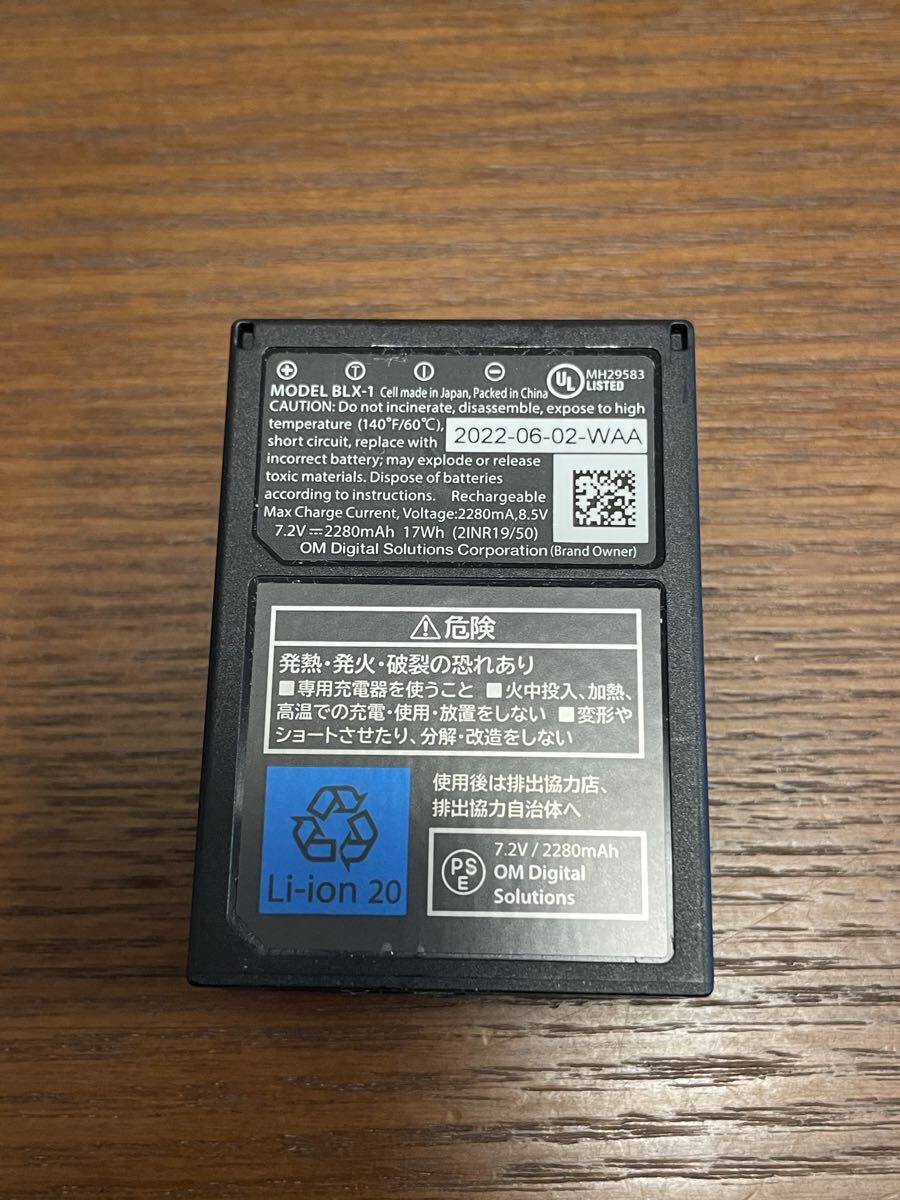 + T I −
MODEL BLX-1 Cell made in Japan, Packed in China UL MH29583 LISTED
CAUTION: Do not incinerate, disassemble, expose to high
temperature (140°F/60℃),
short circuit, replace with 2022-06-02-WAA
incorrect battery; may explode or release
toxic materials. Dispose of batteries
according to instructions. Rechargeable
Max Charge Current, Voltage:2280mA,8.5V
7.2V⎓2280mAh 17Wh (2INR19/50)
OM Digital Solutions Corporation (Brand Owner)
⚠危険
発熱・発火・破裂の恐れあり
■専用充電器を使うこと ■火中投入、加熱、
高温での充電・使用・放置をしない ■変形や
ショートさせたり、分解・改造をしない
使用後は排出協力店、
排出協力自治体へ
Li-ion 20
PSE
7.2V / 2280mAh
OM Digital
Solutions